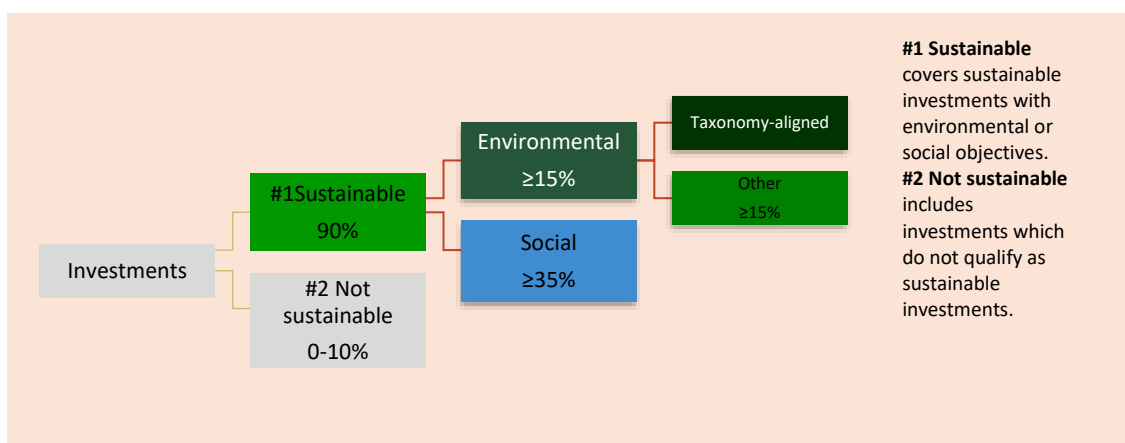 Investments
#1Sustainable
90%
#2 Not
sustainable
0-10%
Environmental
≥15%
Social
≥35%
Taxonomy-aligned
Other
≥15%
#1 Sustainable
covers sustainable
investments with
environmental or
social objectives.
#2 Not sustainable
includes
investments which
do not qualify as
sustainable
investments.